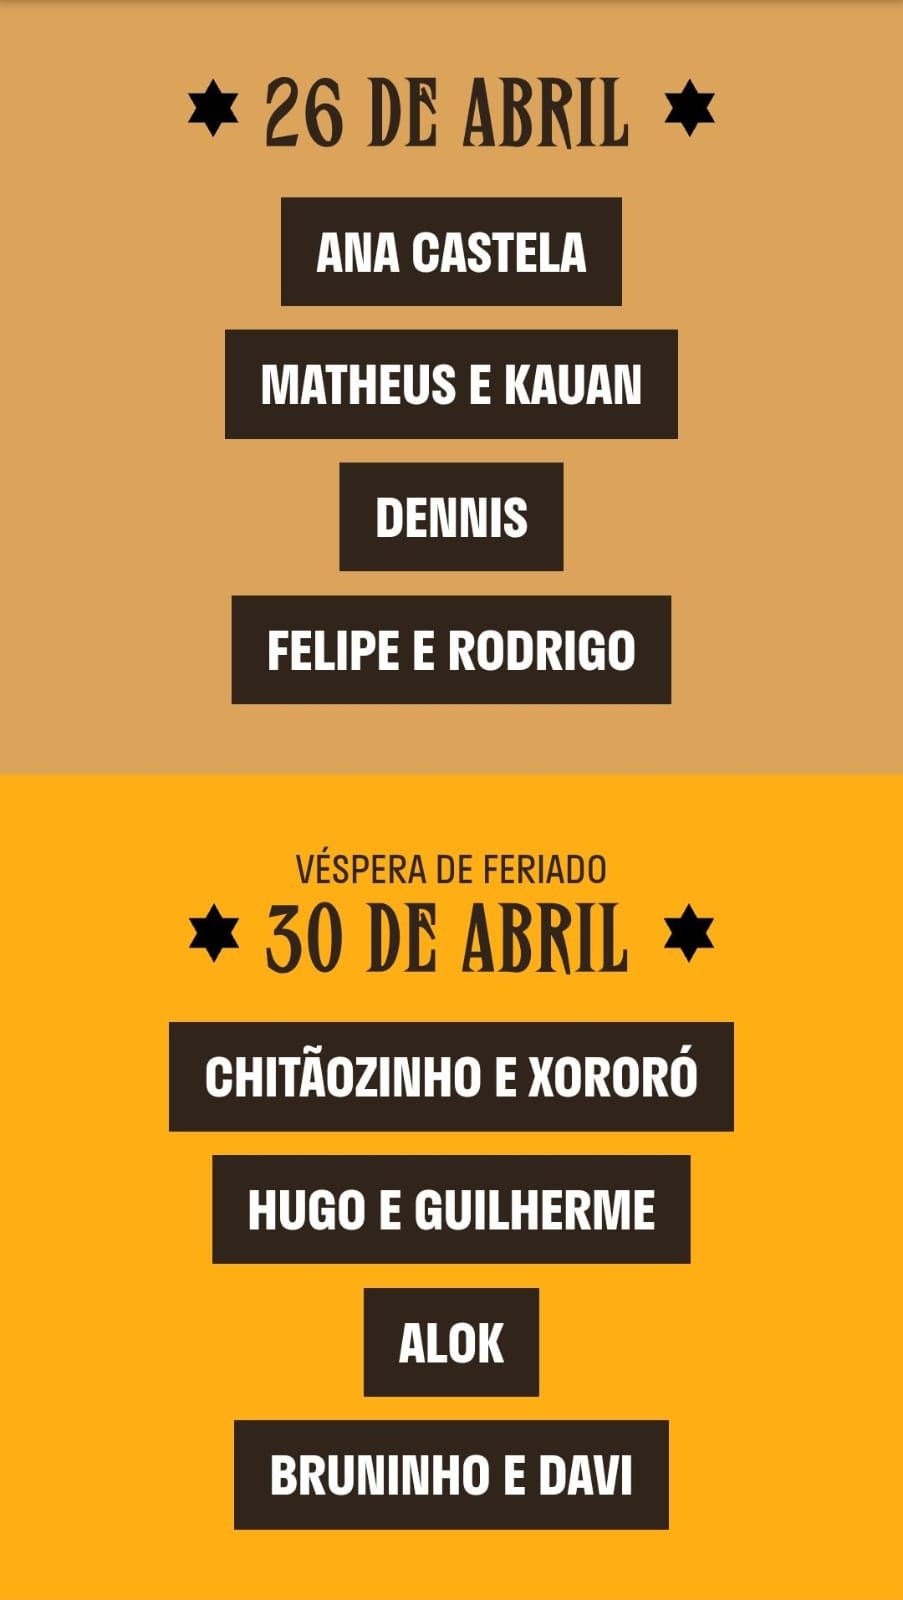 26 DE ABRIL
ANA CASTELA
MATHEUS E KAUAN
DENNIS
FELIPE E RODRIGO
VÉSPERA DE FERIADO
30 DE ABRIL
CHITÃOZINHO E XORORÓ
HUGO E GUILHERME
ALOK
BRUNINHO E DAVI